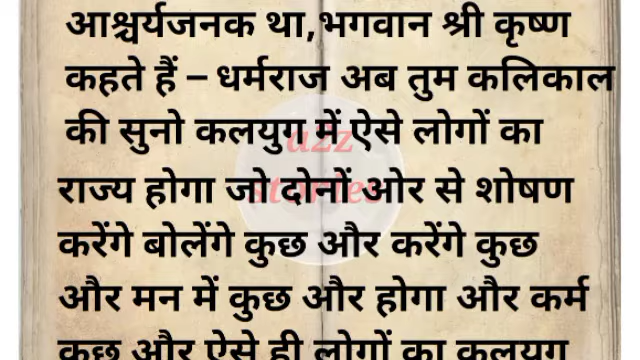 आश्चर्यजनक था,भगवान श्री कृष्ण
कहते हैं – धर्मराज अब तुम कलिकाल
की सुनो कलयुग में ऐसे लोगों का
राज्य होगा जो दोनों ओर से शोषण
करेंगे बोलेंगे कुछ और करेंगे कुछ
और मन में कुछ और होगा और कर्म
कुछ और ऐसे ही लोगों का कलयुग